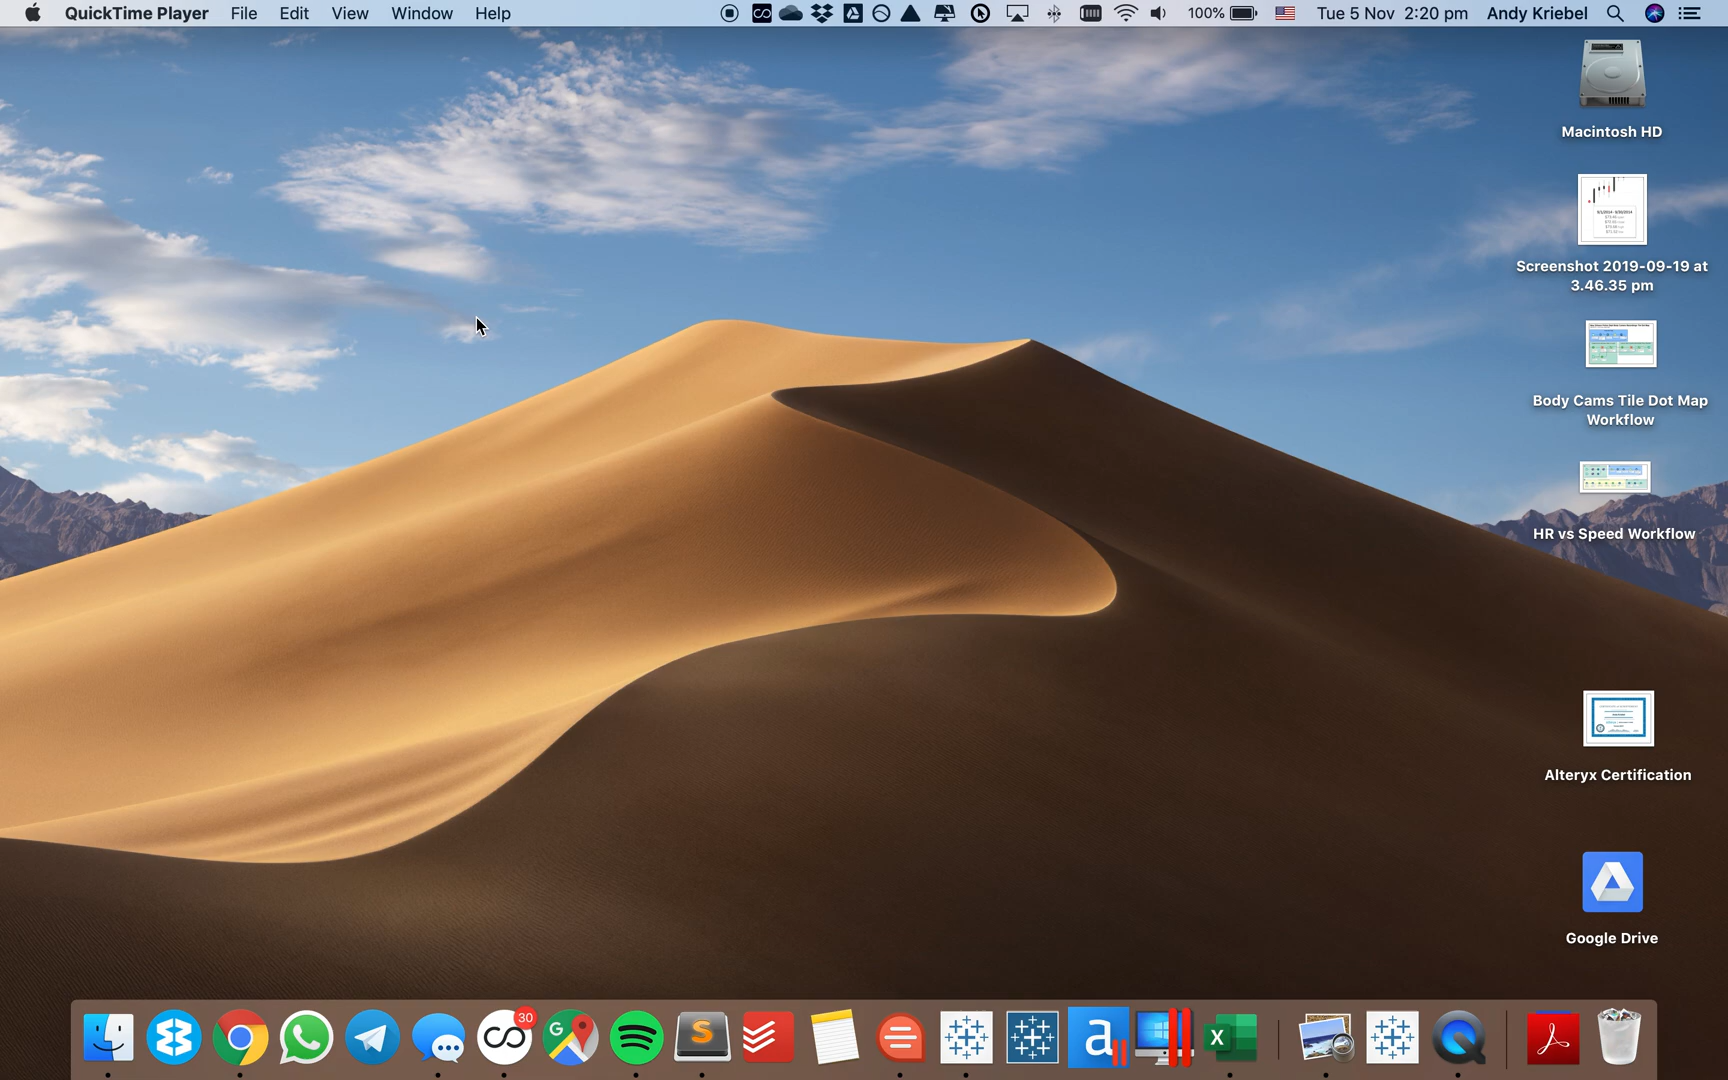 QuickTime Player File Edit View Window Help 100% Tue 5 Nov 2:20 pm Andy Kriebel
Macintosh HD
Screenshot 2019-09-19 at
3.46.35 pm
Body Cams Tile Dot Map
Workflow
HR vs Speed Workflow
Alteryx Certification
Google Drive
30
G
S
a
X